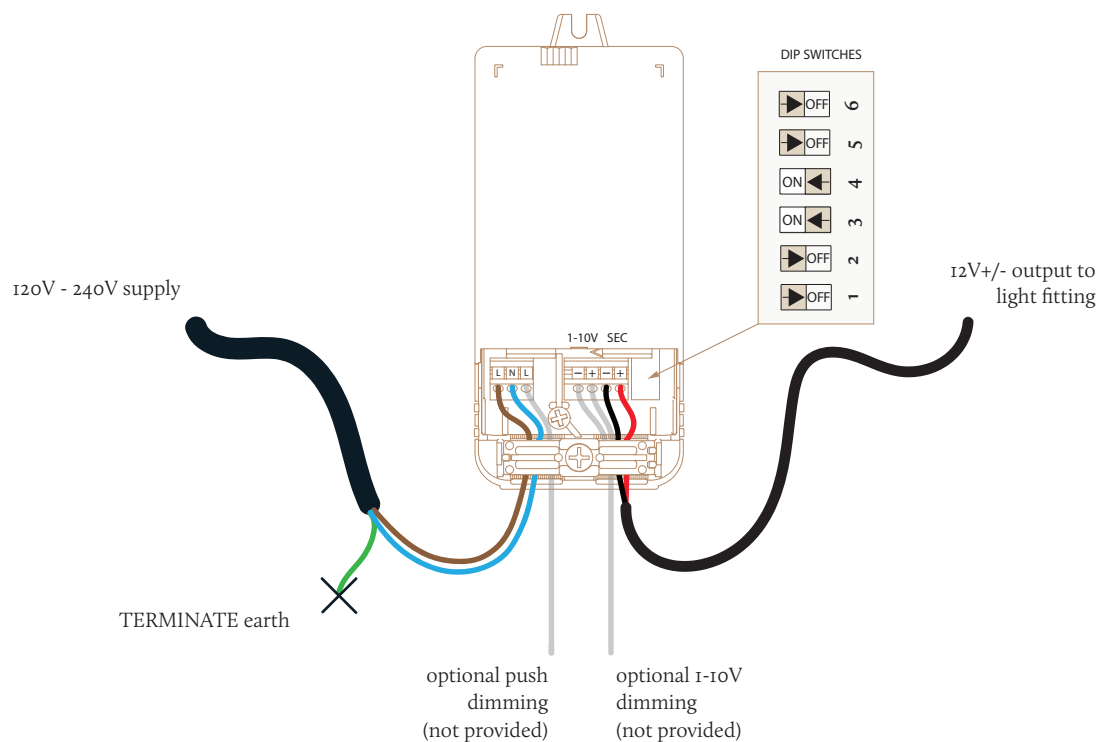 DIP SWITCHES
OFF 6
OFF 5
ON 4
ON 3
OFF 2
OFF 1
120V - 240V supply
12V+/- output to
light fitting
1-10V SEC
L N L − + − +
TERMINATE earth
optional push
dimming
(not provided)
optional 1-10V
dimming
(not provided)